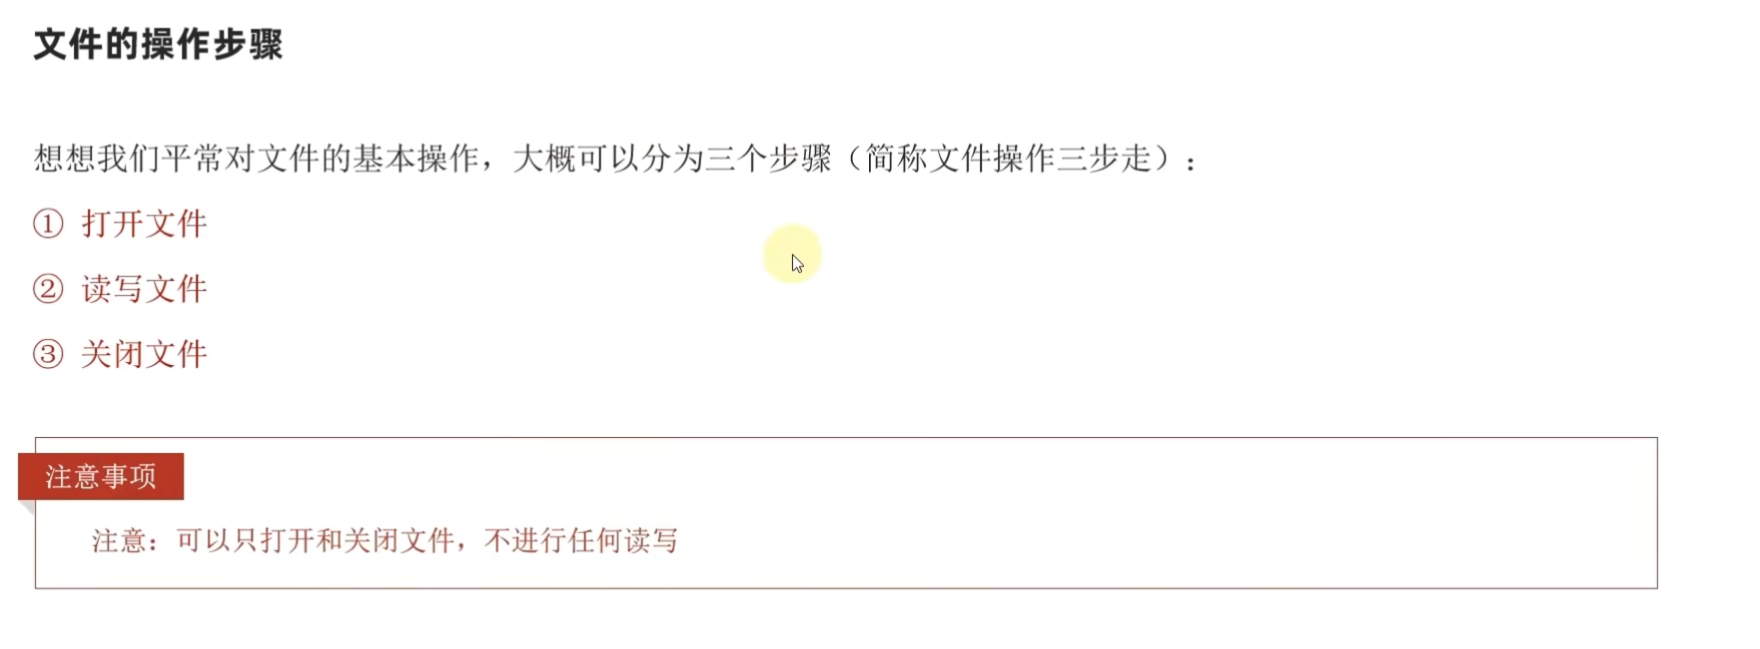 文件的操作步骤
想想我们平常对文件的基本操作，大概可以分为三个步骤（简称文件操作三步走）：
① 打开文件
② 读写文件
③ 关闭文件
注意事项
注意：可以只打开和关闭文件，不进行任何读写